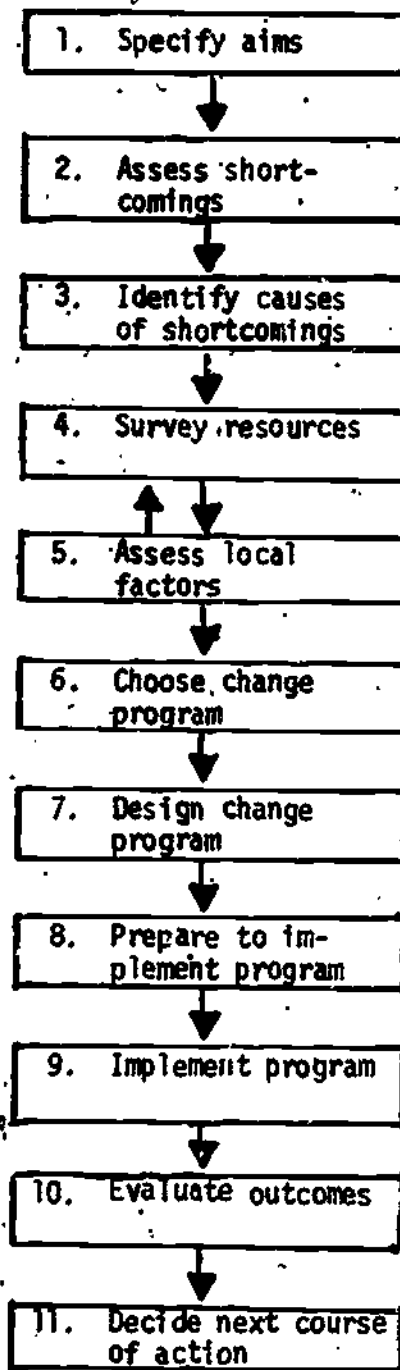 1. Specify aims
2. Assess short-
comings
3. Identify causes
of shortcomings
4. Survey resources
5. Assess local
factors
6. Choose change
program
7. Design change
program
8. Prepare to im-
plement program
9. Implement program
10. Evaluate outcomes
11. Decide next course
of action